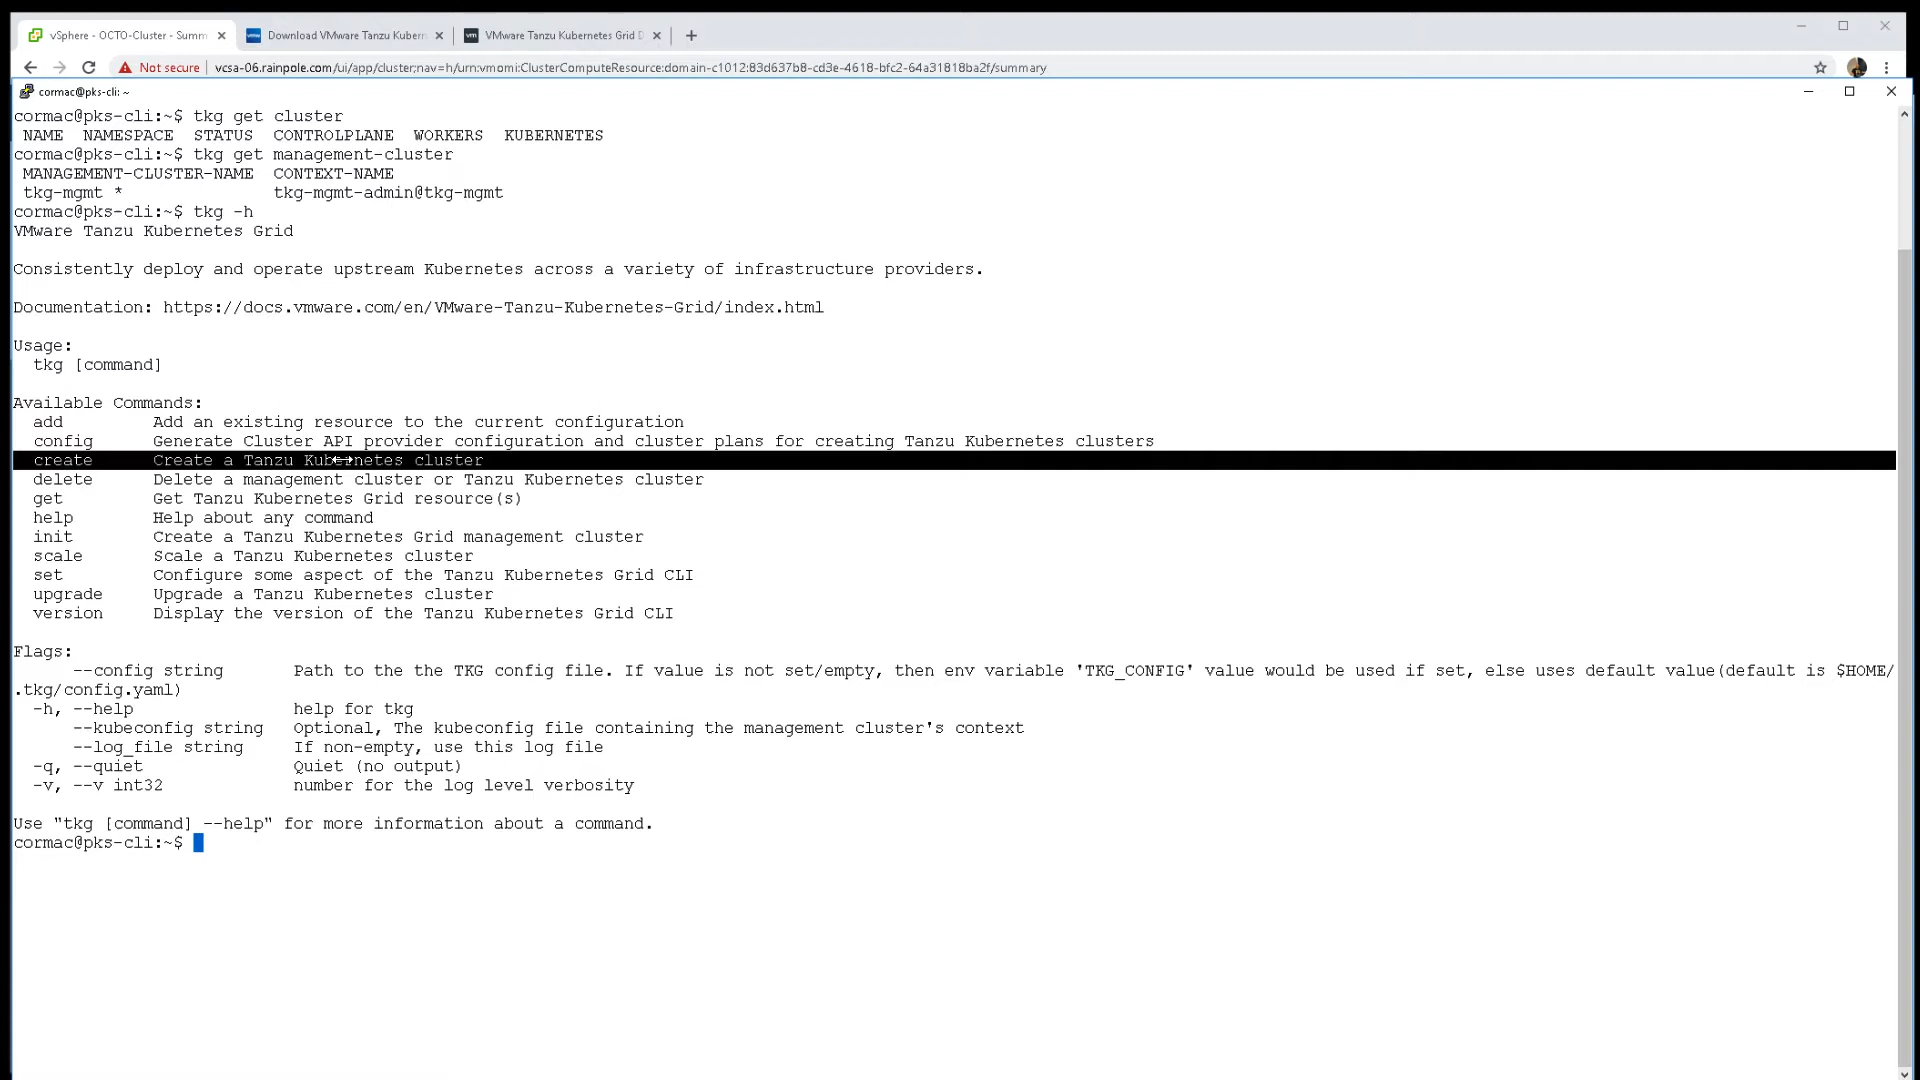 vSphere - OCTO-Cluster - Summ
Download VMware Tanzu Kubern
VMware Tanzu Kubernetes Grid D
Not secure | vcsa-06.rainpole.com/ui/app/cluster;nav=h/urn:vmomi:ClusterComputeResource:domain-c1012:83d637b8-cd3e-4618-bfc2-64a31818ba2f/summary
cormac@pks-cli: ~
cormac@pks-cli:~$ tkg get cluster
NAME NAMESPACE STATUS CONTROLPLANE WORKERS KUBERNETES
cormac@pks-cli:~$ tkg get management-cluster
MANAGEMENT-CLUSTER-NAME CONTEXT-NAME
tkg-mgmt * tkg-mgmt-admin@tkg-mgmt
cormac@pks-cli:~$ tkg -h
VMware Tanzu Kubernetes Grid
Consistently deploy and operate upstream Kubernetes across a variety of infrastructure providers.
Documentation: https://docs.vmware.com/en/VMware-Tanzu-Kubernetes-Grid/index.html
Usage:
tkg [command]
Available Commands:
add Add an existing resource to the current configuration
config Generate Cluster API provider configuration and cluster plans for creating Tanzu Kubernetes clusters
create Create a Tanzu Kubernetes cluster
delete Delete a management cluster or Tanzu Kubernetes cluster
get Get Tanzu Kubernetes Grid resource(s)
help Help about any command
init Create a Tanzu Kubernetes Grid management cluster
scale Scale a Tanzu Kubernetes cluster
set Configure some aspect of the Tanzu Kubernetes Grid CLI
upgrade Upgrade a Tanzu Kubernetes cluster
version Display the version of the Tanzu Kubernetes Grid CLI
Flags:
--config string Path to the the TKG config file. If value is not set/empty, then env variable 'TKG_CONFIG' value would be used if set, else uses default value(default is $HOME/
.tkg/config.yaml)
-h, --help help for tkg
--kubeconfig string Optional, The kubeconfig file containing the management cluster's context
--log_file string If non-empty, use this log file
-q, --quiet Quiet (no output)
-v, --v int32 number for the log level verbosity
Use "tkg [command] --help" for more information about a command.
cormac@pks-cli:~$